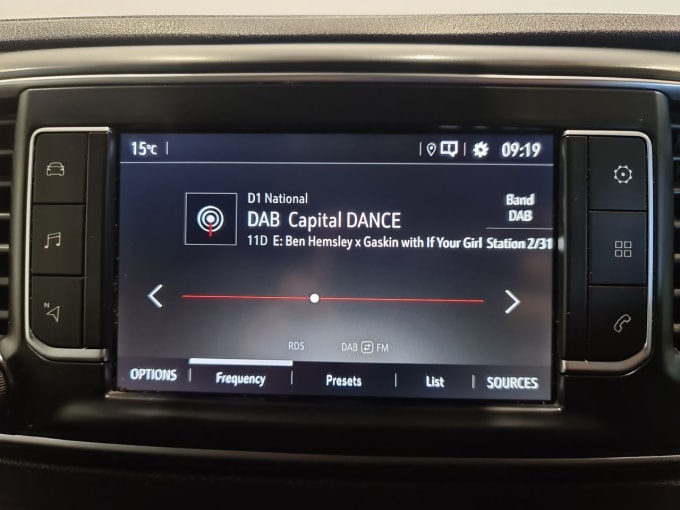 15°C
09:19
D1 National
DAB Capital DANCE
Band
DAB
11D E: Ben Hemsley x Gaskin with If Your Girl Station 2/31
RDS DAB FM
OPTIONS Frequency Presets List SOURCES
N